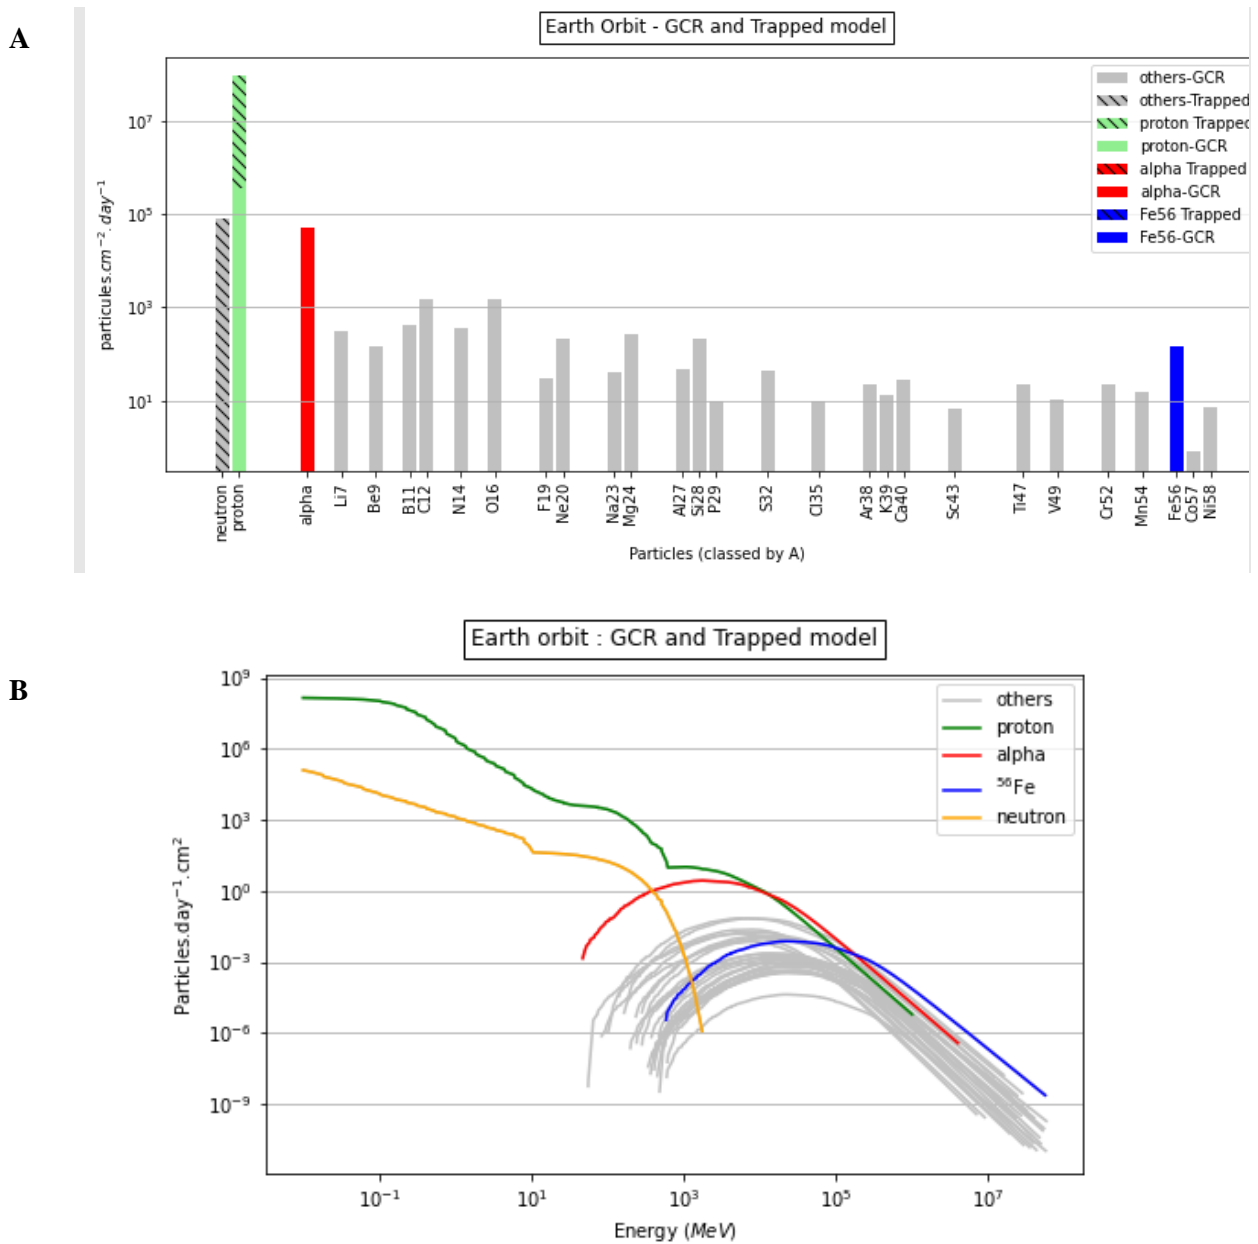 A
Earth Orbit - GCR and Trapped model
others-GCR
others-Trapped
proton Trapped
proton-GCR
alpha Trapped
alpha-GCR
Fe56 Trapped
Fe56-GCR
10⁷
10⁵
10³
10¹
particules.cm⁻².day⁻¹
neutron
proton
alpha
Li7
Be9
B11
C12
N14
O16
F19
Ne20
Na23
Mg24
Al27
Si28
P29
S32
Cl35
Ar38
K39
Ca40
Sc43
Ti47
V49
Cr52
Mn54
Fe56
Co57
Ni58
Particles (classed by A)
B
Earth orbit : GCR and Trapped model
others
proton
alpha
⁵⁶Fe
neutron
10⁹
10⁶
10³
10⁰
10⁻³
10⁻⁶
10⁻⁹
Particles.day⁻¹.cm²
10⁻¹
10¹
10³
10⁵
10⁷
Energy (MeV)